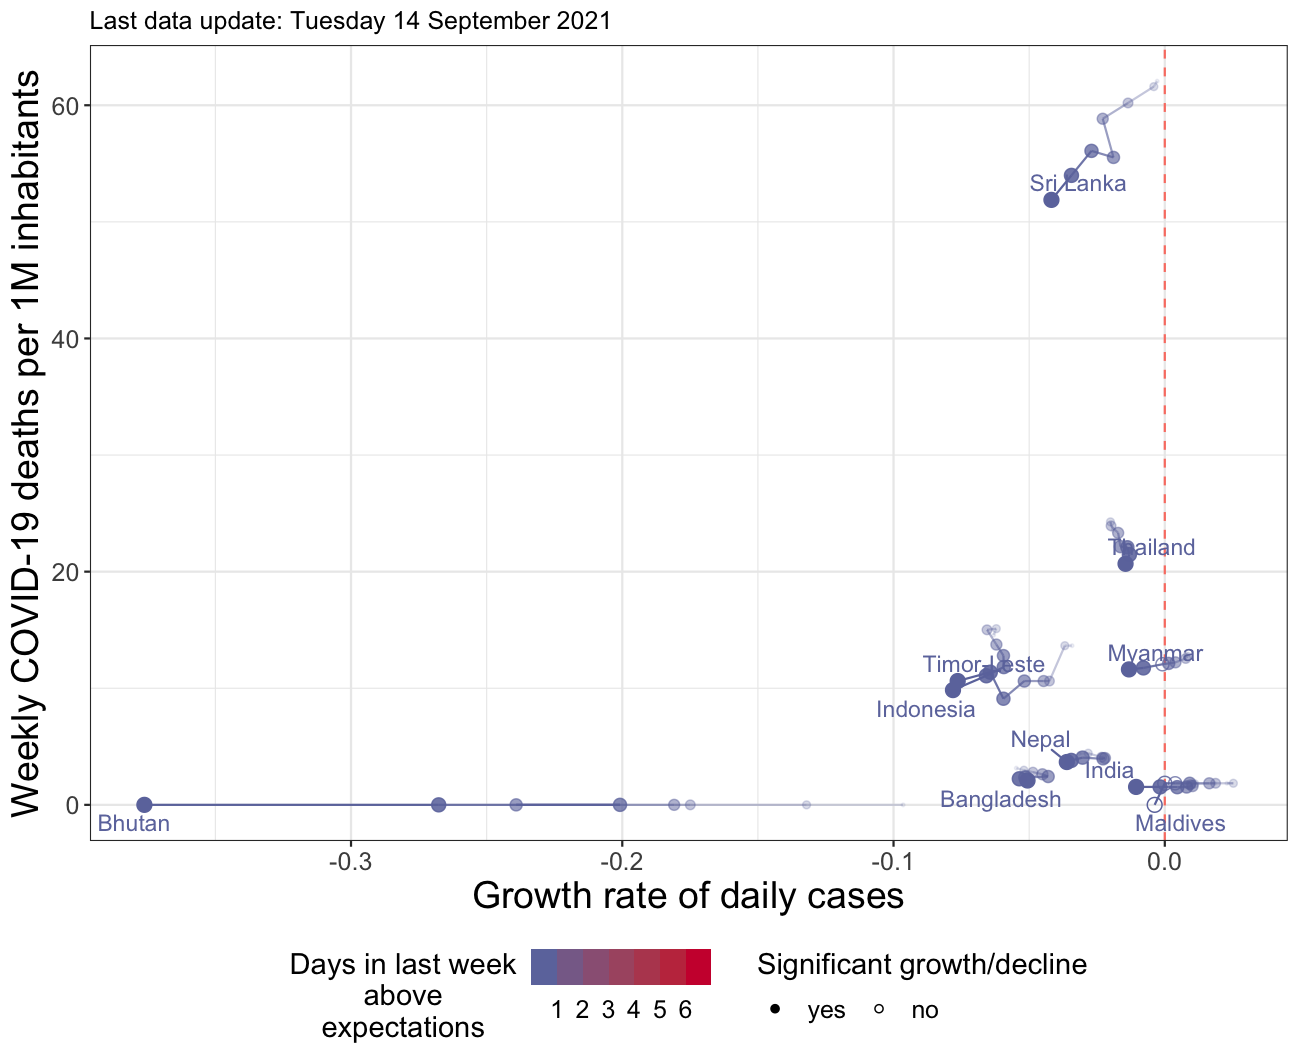 Last data update: Tuesday 14 September 2021
Weekly COVID-19 deaths per 1M inhabitants
60
40
20
0
Sri Lanka
Thailand
Myanmar
Timor-Leste
Indonesia
Nepal
India
Bangladesh
Bhutan
Maldives
-0.3
-0.2
-0.1
0.0
Growth rate of daily cases
Days in last week
above
expectations
1 2 3 4 5 6
Significant growth/decline
yes no